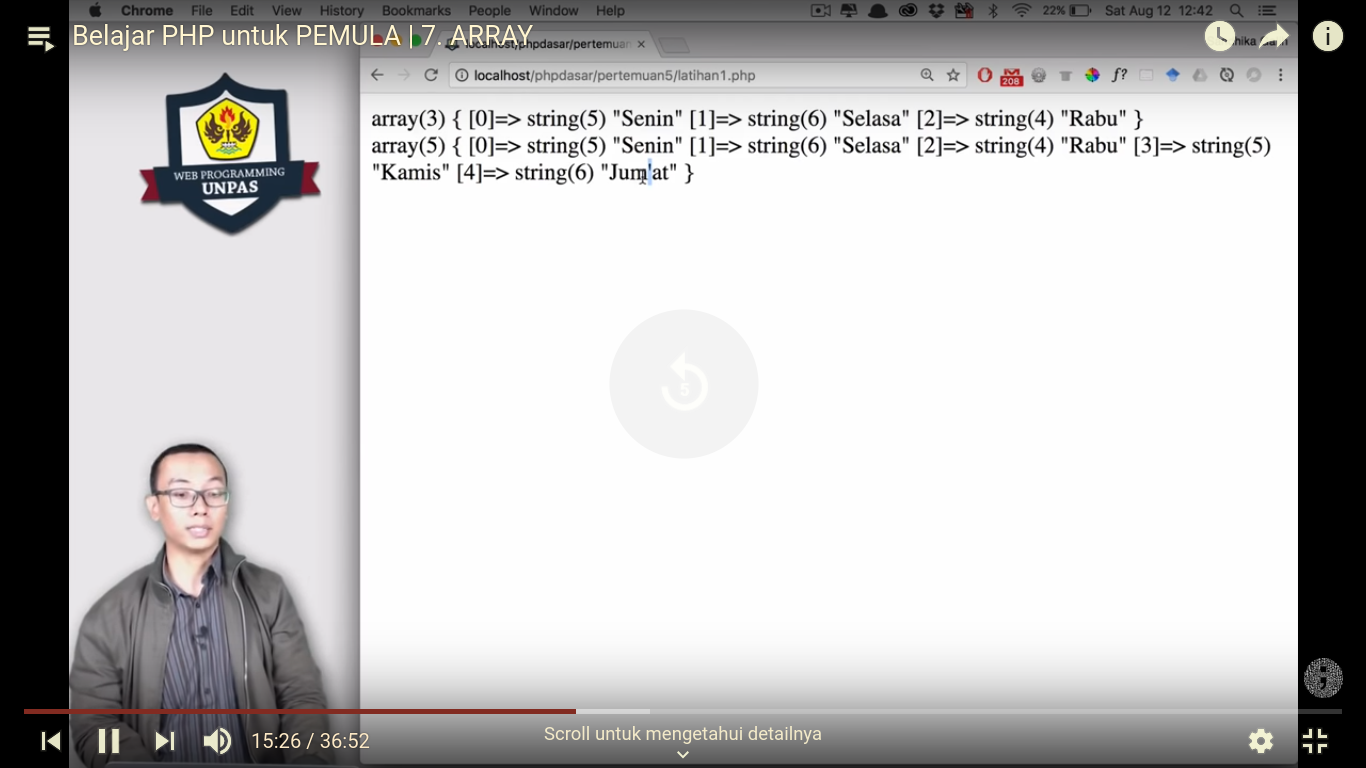 Chrome File Edit View History Bookmarks People Window Help 22% Sat Aug 12 12:42
Belajar PHP untuk PEMULA | 7. ARRAY
localhost/phpdasar/pertemuan
localhost/phpdasar/pertemuan5/latihan1.php
208
f?
array(3) { [0]=> string(5) "Senin" [1]=> string(6) "Selasa" [2]=> string(4) "Rabu" }
array(5) { [0]=> string(5) "Senin" [1]=> string(6) "Selasa" [2]=> string(4) "Rabu" [3]=> string(5)
"Kamis" [4]=> string(6) "Jum'at" }
WEB PROGRAMMING
UNPAS
5
15:26 / 36:52
Scroll untuk mengetahui detailnya